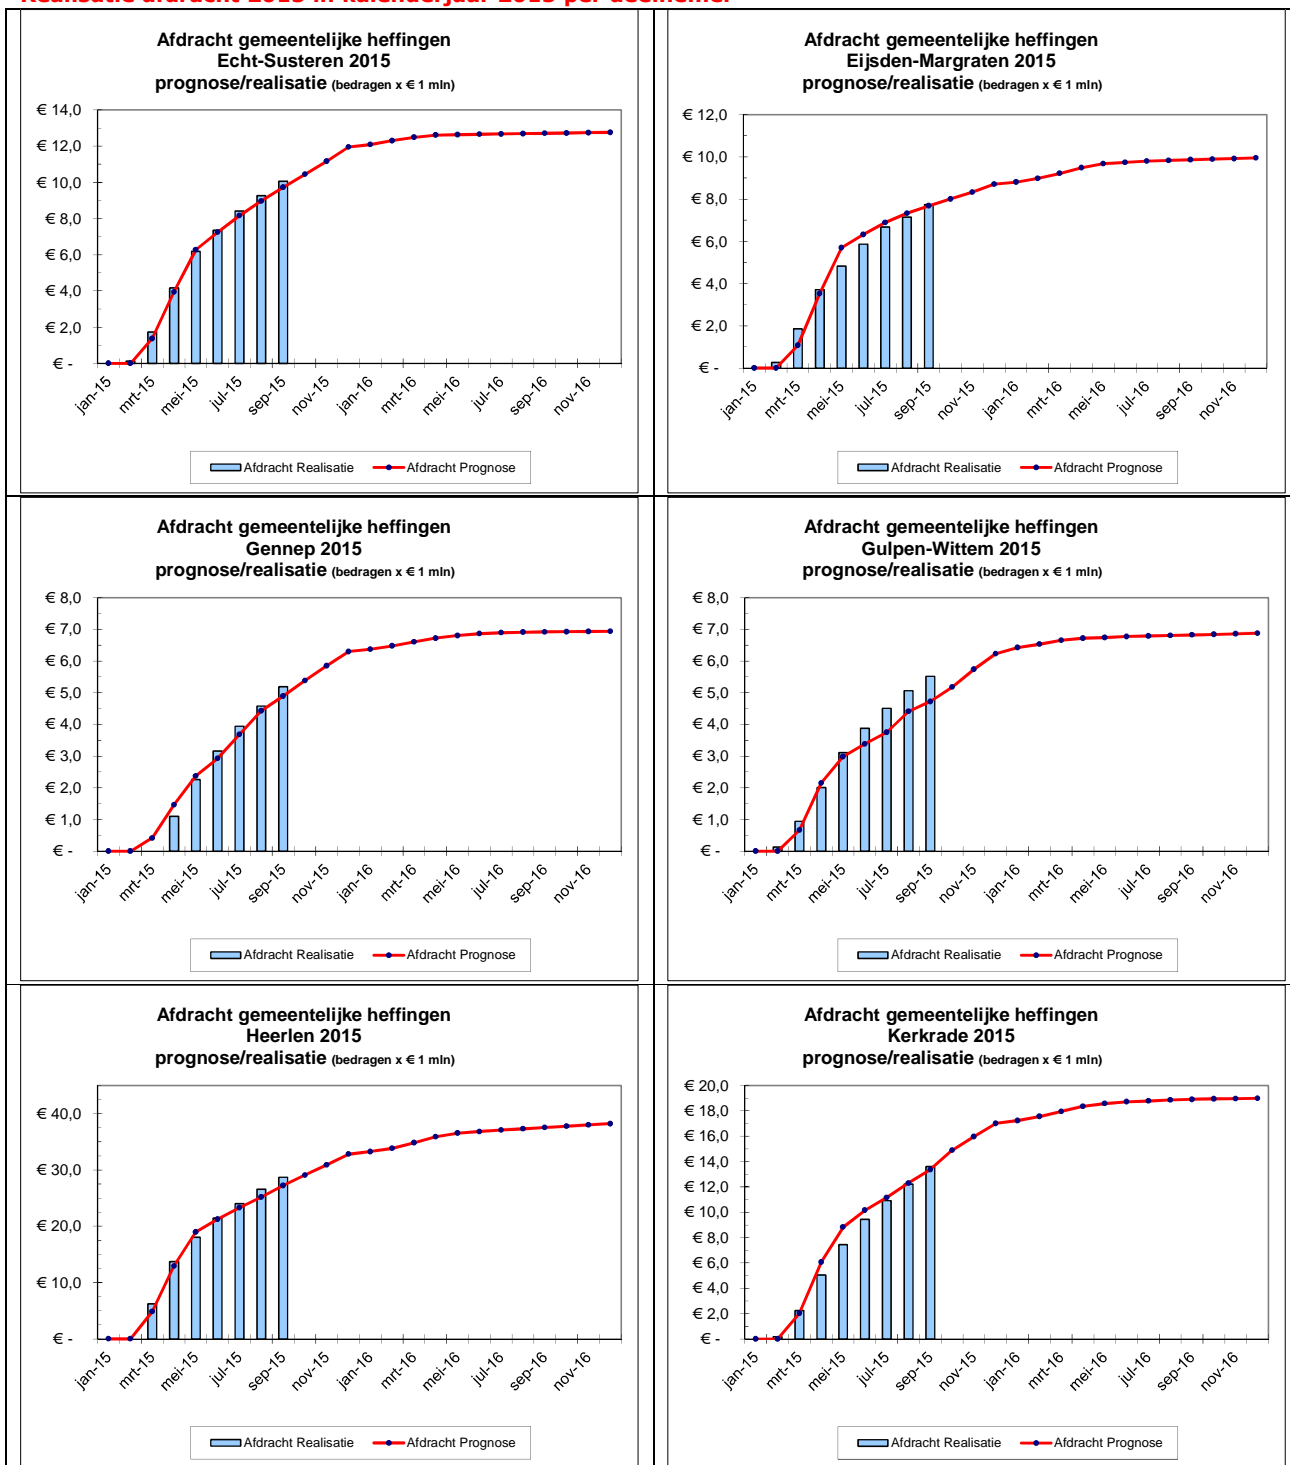 Realisatie afdracht 2015 in kalenderjaar 2015 per deelnemer
Afdracht gemeentelijke heffingen
Echt-Susteren 2015
prognose/realisatie (bedragen x € 1 mln)
€ 14,0
€ 12,0
€ 10,0
€ 8,0
€ 6,0
€ 4,0
€ 2,0
€ -
jan-15 mrt-15 mei-15 jul-15 sep-15 nov-15 jan-16 mrt-16 mei-16 jul-16 sep-16 nov-16
Afdracht Realisatie Afdracht Prognose
Afdracht gemeentelijke heffingen
Eijsden-Margraten 2015
prognose/realisatie (bedragen x € 1 mln)
€ 12,0
€ 10,0
€ 8,0
€ 6,0
€ 4,0
€ 2,0
€ -
jan-15 mrt-15 mei-15 jul-15 sep-15 nov-15 jan-16 mrt-16 mei-16 jul-16 sep-16 nov-16
Afdracht Realisatie Afdracht Prognose
Afdracht gemeentelijke heffingen
Gennep 2015
prognose/realisatie (bedragen x € 1 mln)
€ 8,0
€ 7,0
€ 6,0
€ 5,0
€ 4,0
€ 3,0
€ 2,0
€ 1,0
€ -
jan-15 mrt-15 mei-15 jul-15 sep-15 nov-15 jan-16 mrt-16 mei-16 jul-16 sep-16 nov-16
Afdracht Realisatie Afdracht Prognose
Afdracht gemeentelijke heffingen
Gulpen-Wittem 2015
prognose/realisatie (bedragen x € 1 mln)
€ 8,0
€ 7,0
€ 6,0
€ 5,0
€ 4,0
€ 3,0
€ 2,0
€ 1,0
€ -
jan-15 mrt-15 mei-15 jul-15 sep-15 nov-15 jan-16 mrt-16 mei-16 jul-16 sep-16 nov-16
Afdracht Realisatie Afdracht Prognose
Afdracht gemeentelijke heffingen
Heerlen 2015
prognose/realisatie (bedragen x € 1 mln)
€ 40,0
€ 30,0
€ 20,0
€ 10,0
€ -
jan-15 mrt-15 mei-15 jul-15 sep-15 nov-15 jan-16 mrt-16 mei-16 jul-16 sep-16 nov-16
Afdracht Realisatie Afdracht Prognose
Afdracht gemeentelijke heffingen
Kerkrade 2015
prognose/realisatie (bedragen x € 1 mln)
€ 20,0
€ 18,0
€ 16,0
€ 14,0
€ 12,0
€ 10,0
€ 8,0
€ 6,0
€ 4,0
€ 2,0
€ -
jan-15 mrt-15 mei-15 jul-15 sep-15 nov-15 jan-16 mrt-16 mei-16 jul-16 sep-16 nov-16
Afdracht Realisatie Afdracht Prognose